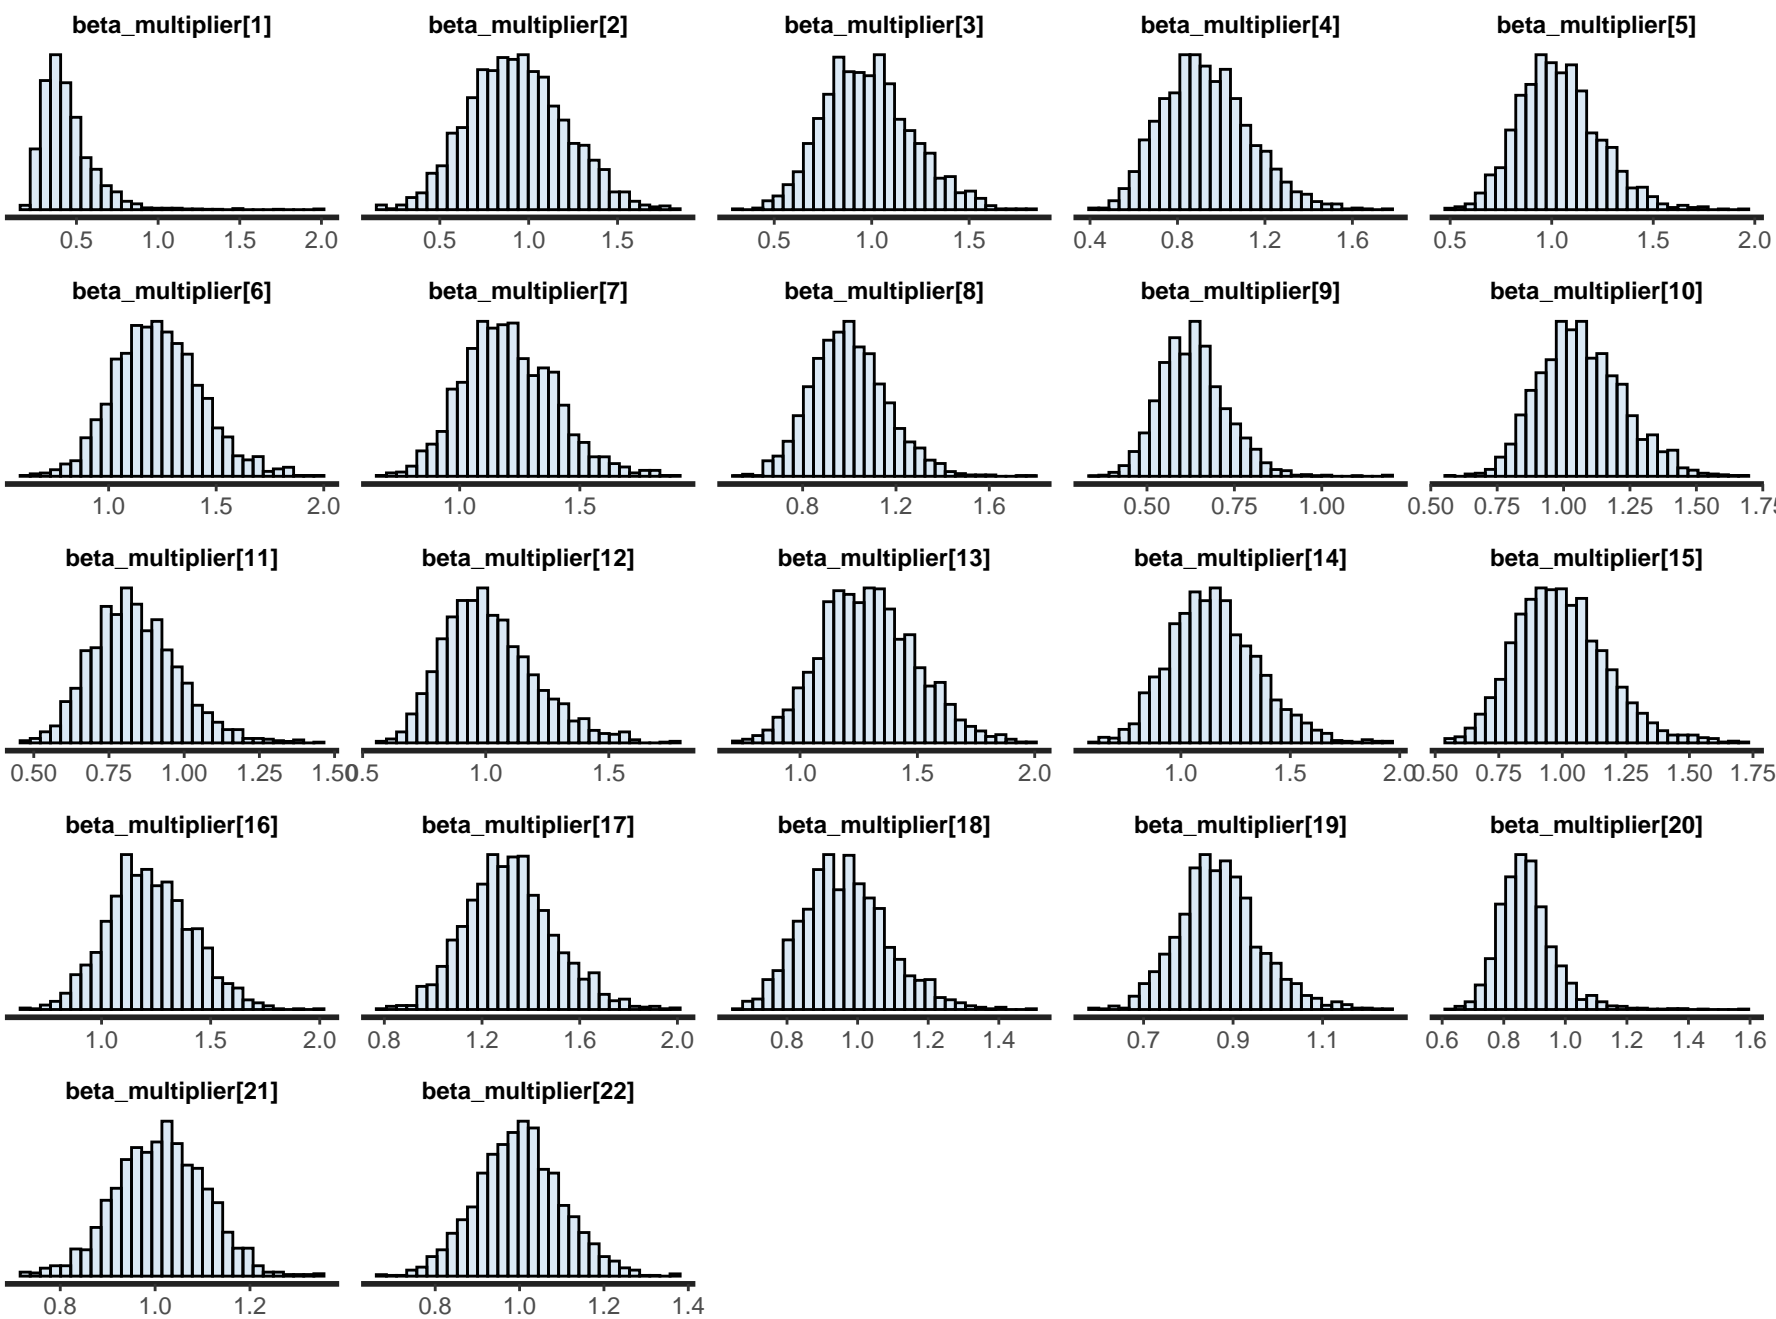 beta_multiplier[1] beta_multiplier[2] beta_multiplier[3] beta_multiplier[4] beta_multiplier[5]
0.5 1.0 1.5 2.0 0.5 1.0 1.5 0.5 1.0 1.5 0.4 0.8 1.2 1.6 0.5 1.0 1.5 2.0
beta_multiplier[6] beta_multiplier[7] beta_multiplier[8] beta_multiplier[9] beta_multiplier[10]
1.0 1.5 2.0 1.0 1.5 0.8 1.2 1.6 0.50 0.75 1.00 0.50 0.75 1.00 1.25 1.50 1.75
beta_multiplier[11] beta_multiplier[12] beta_multiplier[13] beta_multiplier[14] beta_multiplier[15]
0.50 0.75 1.00 1.25 1.50 0.5 1.0 1.5 1.0 1.5 2.0 1.0 1.5 2.0 0.50 0.75 1.00 1.25 1.50 1.75
beta_multiplier[16] beta_multiplier[17] beta_multiplier[18] beta_multiplier[19] beta_multiplier[20]
1.0 1.5 2.0 0.8 1.2 1.6 2.0 0.8 1.0 1.2 1.4 0.7 0.9 1.1 0.6 0.8 1.0 1.2 1.4 1.6
beta_multiplier[21] beta_multiplier[22]
0.8 1.0 1.2 0.8 1.0 1.2 1.4